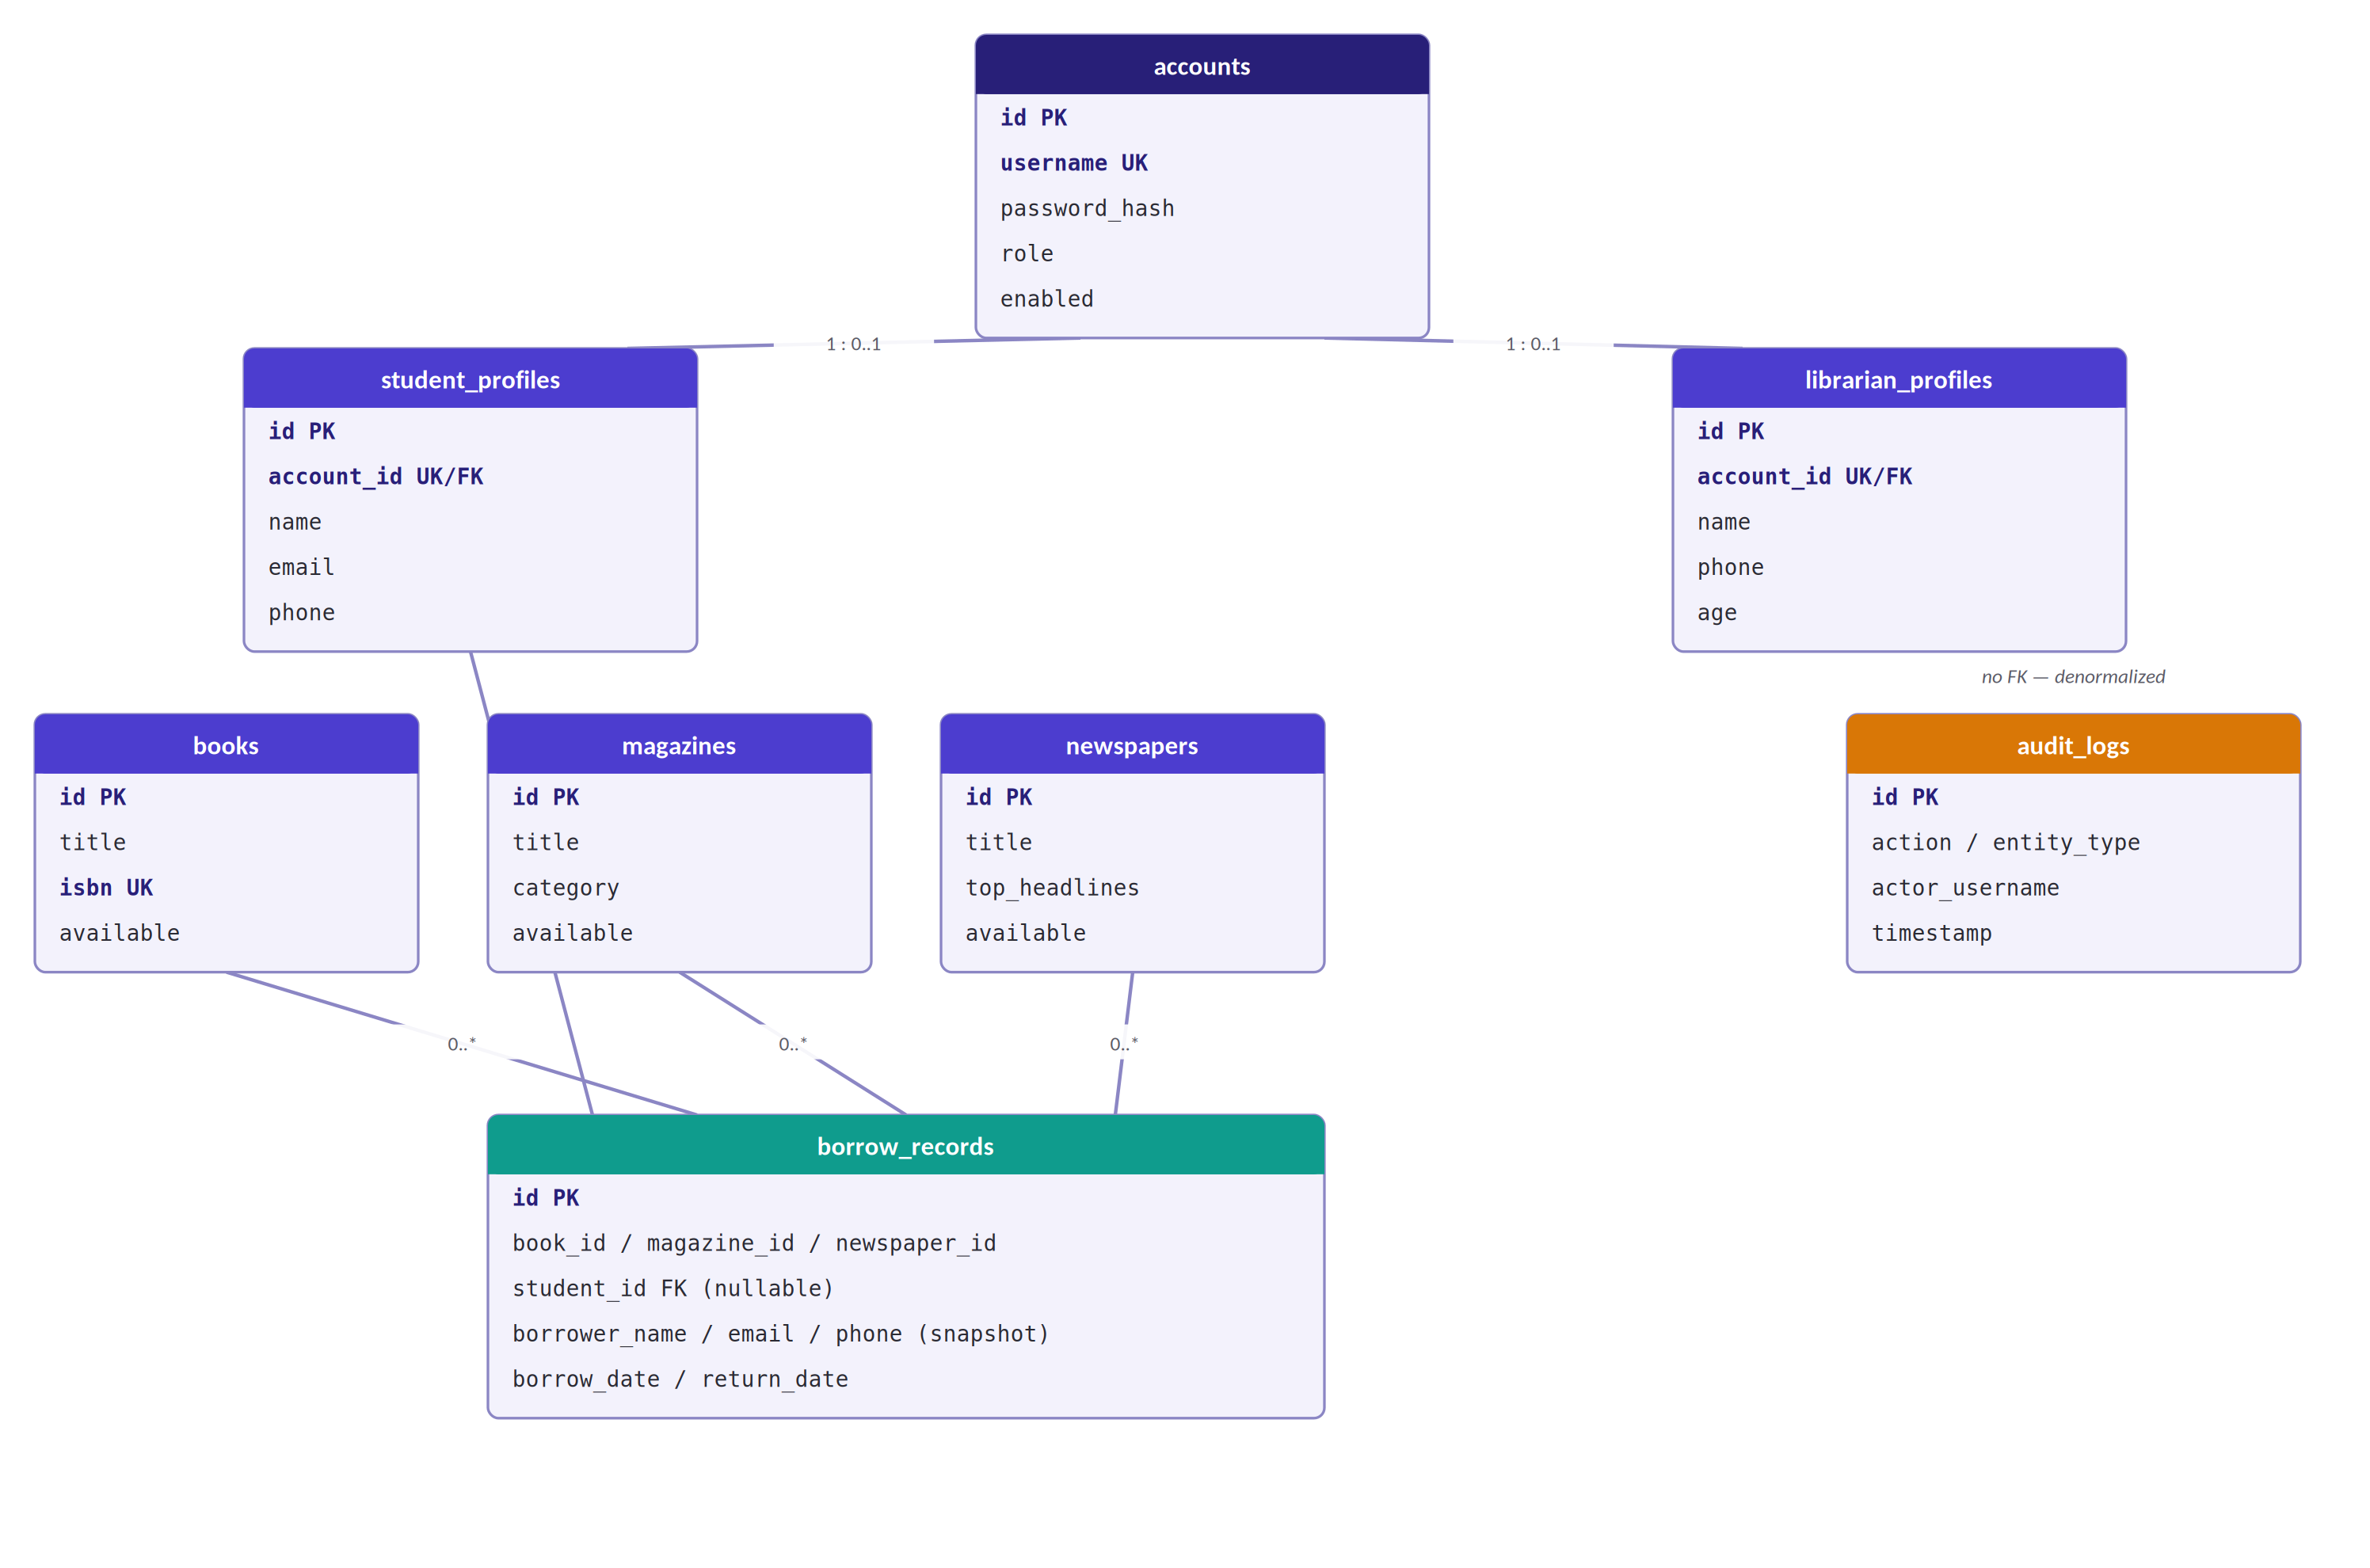 accounts
id PK
username UK
password_hash
role
enabled
1 : 0..1
1 : 0..1
student_profiles
id PK
account_id UK/FK
name
email
phone
librarian_profiles
id PK
account_id UK/FK
name
phone
age
no FK — denormalized
books
id PK
title
isbn UK
available
magazines
id PK
title
category
available
newspapers
id PK
title
top_headlines
available
audit_logs
id PK
action / entity_type
actor_username
timestamp
0..*
0..*
0..*
borrow_records
id PK
book_id / magazine_id / newspaper_id
student_id FK (nullable)
borrower_name / email / phone (snapshot)
borrow_date / return_date